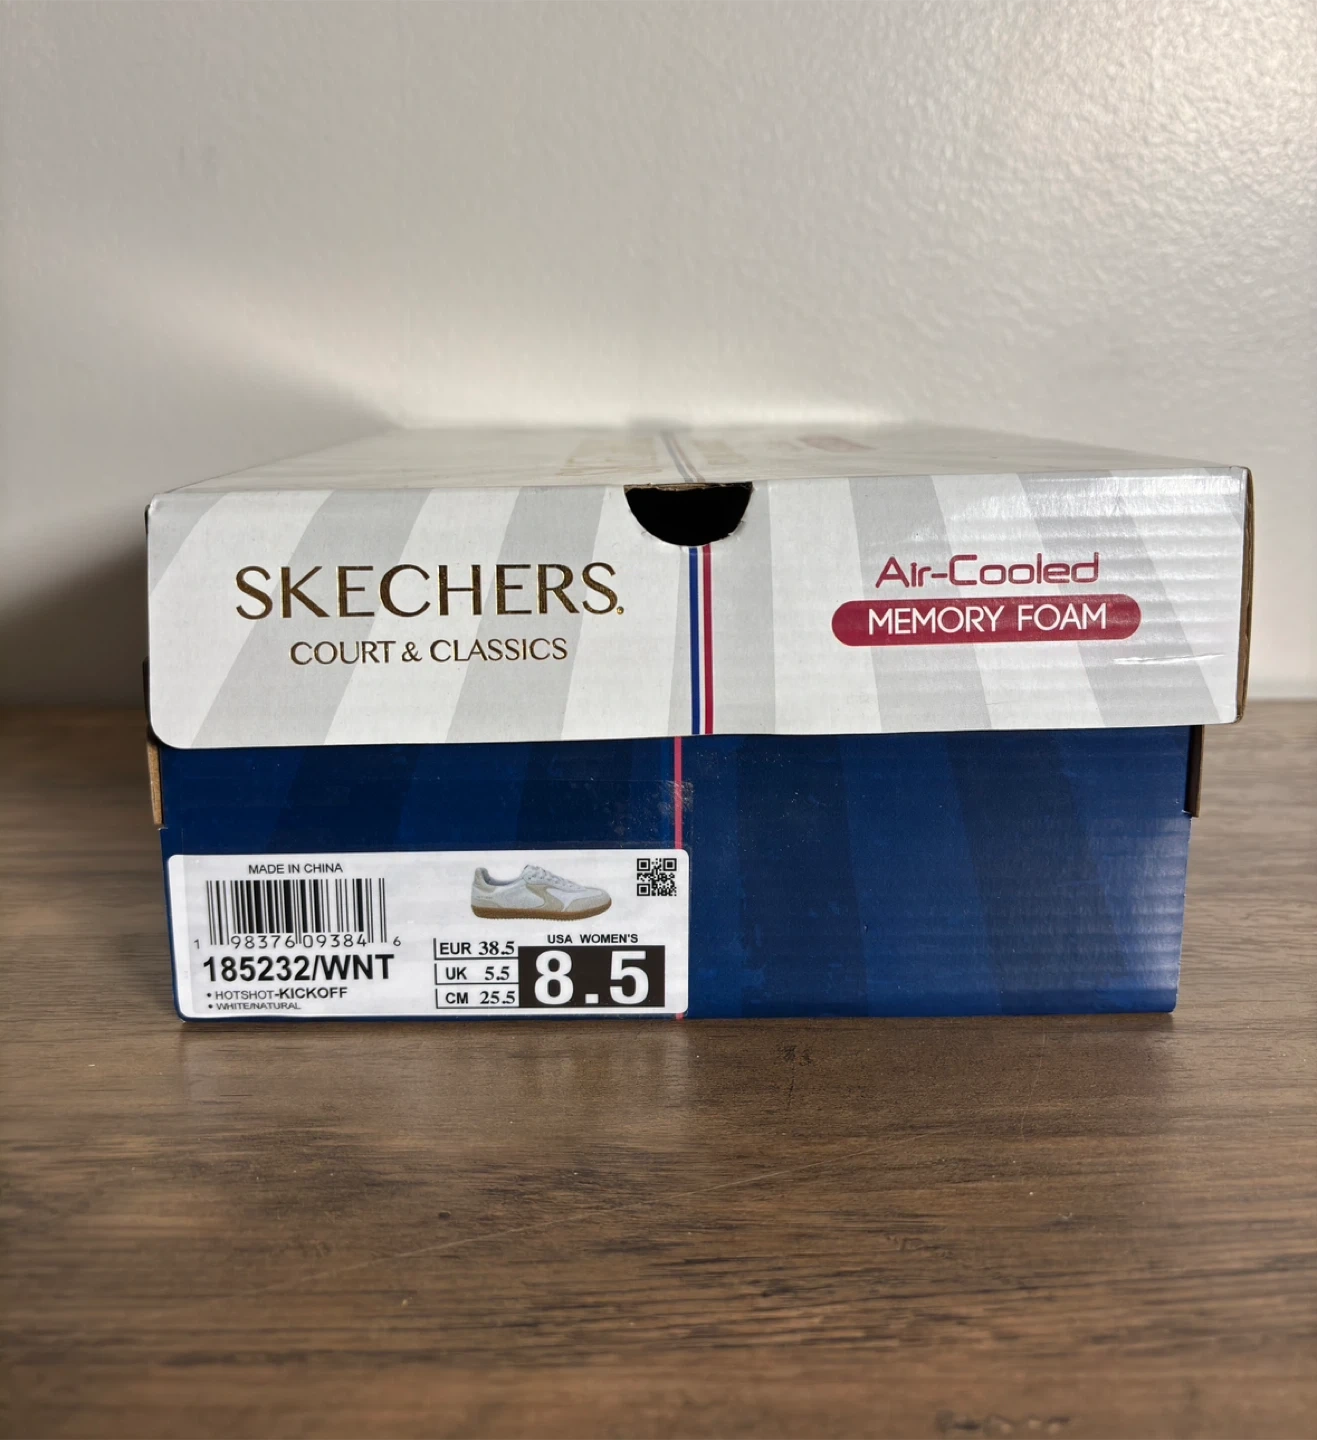 SKECHERS.
COURT & CLASSICS
Air-Cooled
MEMORY FOAM
MADE IN CHINA
1 98376 09384 6
185232/WNT
• HOTSHOT-KICKOFF
• WHITE/NATURAL
EUR 38.5
UK 5.5
CM 25.5
USA WOMEN'S
8.5